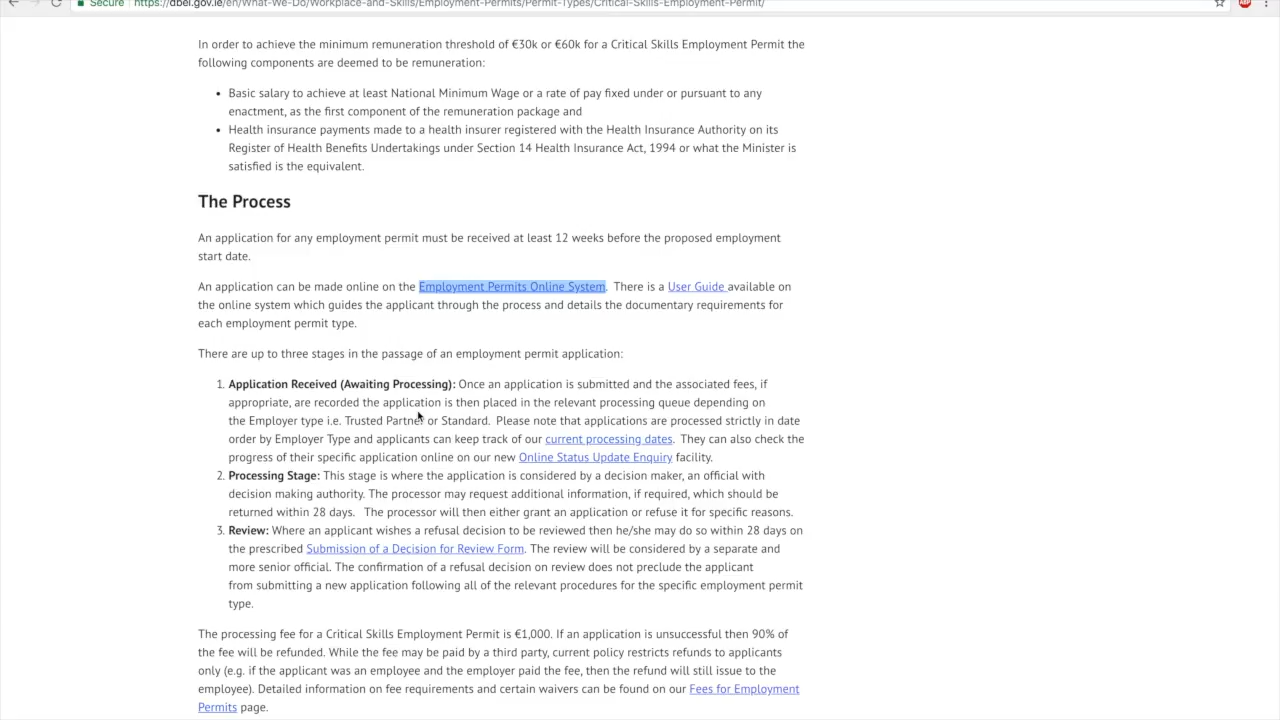 Secure https://dbei.gov.ie/en/What-We-Do/Workplace-and-Skills/Employment-Permits/Permit-Types/Critical-Skills-Employment-Permit/
ABP
In order to achieve the minimum remuneration threshold of €30k or €60k for a Critical Skills Employment Permit the
following components are deemed to be remuneration:
• Basic salary to achieve at least National Minimum Wage or a rate of pay fixed under or pursuant to any
enactment, as the first component of the remuneration package and
• Health insurance payments made to a health insurer registered with the Health Insurance Authority on its
Register of Health Benefits Undertakings under Section 14 Health Insurance Act, 1994 or what the Minister is
satisfied is the equivalent.
The Process
An application for any employment permit must be received at least 12 weeks before the proposed employment
start date.
An application can be made online on the Employment Permits Online System. There is a User Guide available on
the online system which guides the applicant through the process and details the documentary requirements for
each employment permit type.
There are up to three stages in the passage of an employment permit application:
1. Application Received (Awaiting Processing): Once an application is submitted and the associated fees, if
appropriate, are recorded the application is then placed in the relevant processing queue depending on
the Employer type i.e. Trusted Partner or Standard. Please note that applications are processed strictly in date
order by Employer Type and applicants can keep track of our current processing dates. They can also check the
progress of their specific application online on our new Online Status Update Enquiry facility.
2. Processing Stage: This stage is where the application is considered by a decision maker, an official with
decision making authority. The processor may request additional information, if required, which should be
returned within 28 days. The processor will then either grant an application or refuse it for specific reasons.
3. Review: Where an applicant wishes a refusal decision to be reviewed then he/she may do so within 28 days on
the prescribed Submission of a Decision for Review Form. The review will be considered by a separate and
more senior official. The confirmation of a refusal decision on review does not preclude the applicant
from submitting a new application following all of the relevant procedures for the specific employment permit
type.
The processing fee for a Critical Skills Employment Permit is €1,000. If an application is unsuccessful then 90% of
the fee will be refunded. While the fee may be paid by a third party, current policy restricts refunds to applicants
only (e.g. if the applicant was an employee and the employer paid the fee, then the refund will still issue to the
employee). Detailed information on fee requirements and certain waivers can be found on our Fees for Employment
Permits page.